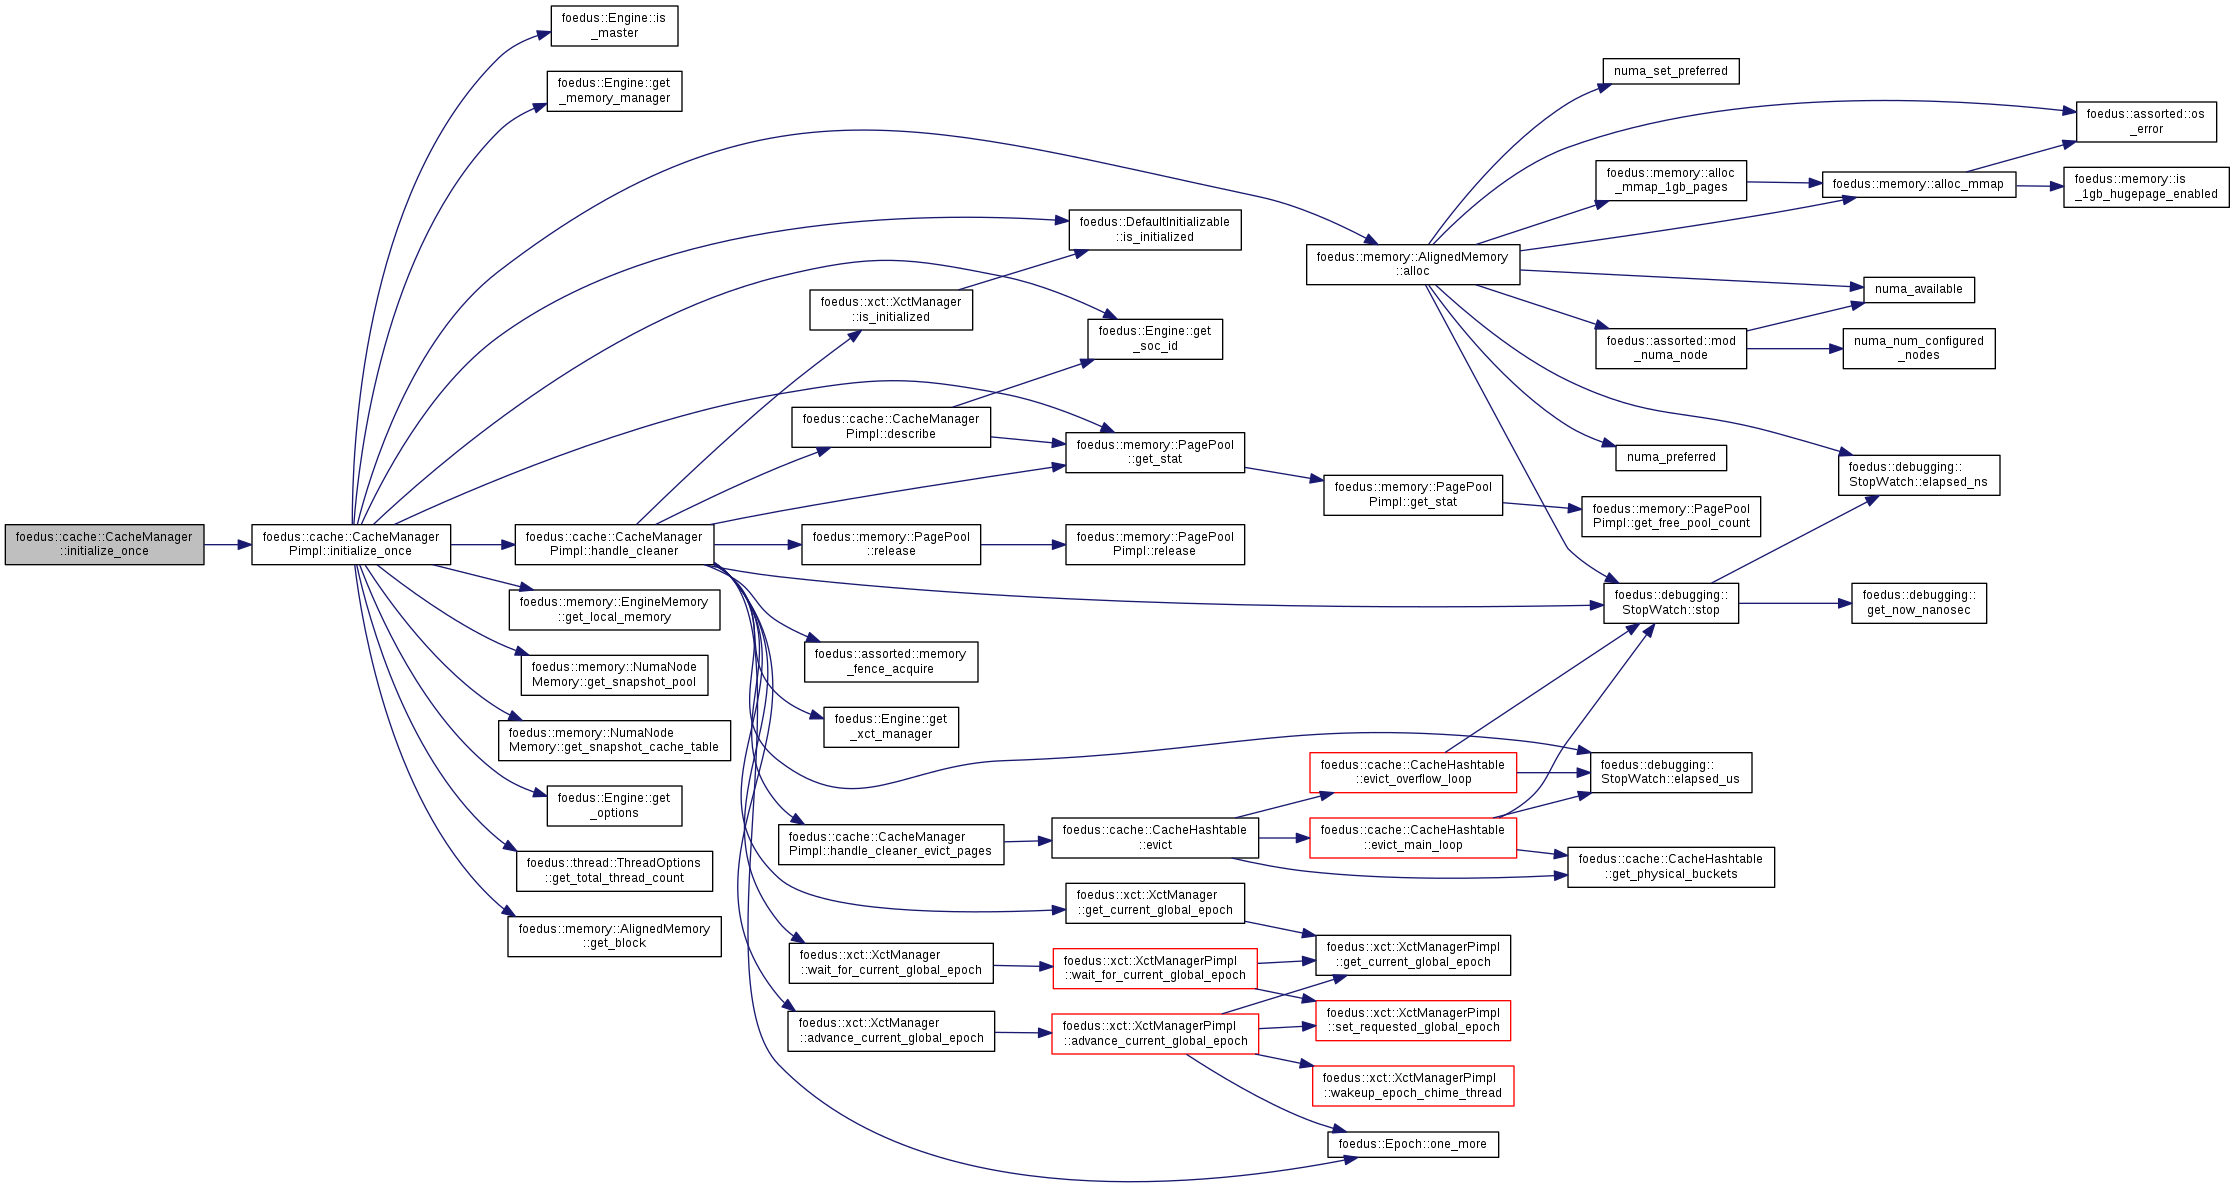 foedus::Engine::is
_master
foedus::Engine::get
_memory_manager
numa_set_preferred
foedus::assorted::os
_error
foedus::memory::alloc
_mmap_1gb_pages
foedus::memory::alloc_mmap
foedus::memory::is
_1gb_hugepage_enabled
foedus::DefaultInitializable
::is_initialized
foedus::memory::AlignedMemory
::alloc
numa_available
foedus::xct::XctManager
::is_initialized
foedus::Engine::get
_soc_id
foedus::assorted::mod
_numa_node
numa_num_configured
_nodes
foedus::cache::CacheManager
Pimpl::describe
foedus::memory::PagePool
::get_stat
numa_preferred
foedus::debugging::
StopWatch::elapsed_ns
foedus::memory::PagePool
Pimpl::get_stat
foedus::memory::PagePool
Pimpl::get_free_pool_count
foedus::cache::CacheManager
::initialize_once
foedus::cache::CacheManager
Pimpl::initialize_once
foedus::cache::CacheManager
Pimpl::handle_cleaner
foedus::memory::PagePool
::release
foedus::memory::PagePool
Pimpl::release
foedus::memory::EngineMemory
::get_local_memory
foedus::debugging::
StopWatch::stop
foedus::debugging::
get_now_nanosec
foedus::assorted::memory
_fence_acquire
foedus::memory::NumaNode
Memory::get_snapshot_pool
foedus::Engine::get
_xct_manager
foedus::memory::NumaNode
Memory::get_snapshot_cache_table
foedus::cache::CacheHashtable
::evict_overflow_loop
foedus::debugging::
StopWatch::elapsed_us
foedus::Engine::get
_options
foedus::cache::CacheManager
Pimpl::handle_cleaner_evict_pages
foedus::cache::CacheHashtable
::evict
foedus::cache::CacheHashtable
::evict_main_loop
foedus::cache::CacheHashtable
::get_physical_buckets
foedus::thread::ThreadOptions
::get_total_thread_count
foedus::xct::XctManager
::get_current_global_epoch
foedus::memory::AlignedMemory
::get_block
foedus::xct::XctManager
::wait_for_current_global_epoch
foedus::xct::XctManagerPimpl
::wait_for_current_global_epoch
foedus::xct::XctManagerPimpl
::get_current_global_epoch
foedus::xct::XctManager
::advance_current_global_epoch
foedus::xct::XctManagerPimpl
::advance_current_global_epoch
foedus::xct::XctManagerPimpl
::set_requested_global_epoch
foedus::xct::XctManagerPimpl
::wakeup_epoch_chime_thread
foedus::Epoch::one_more